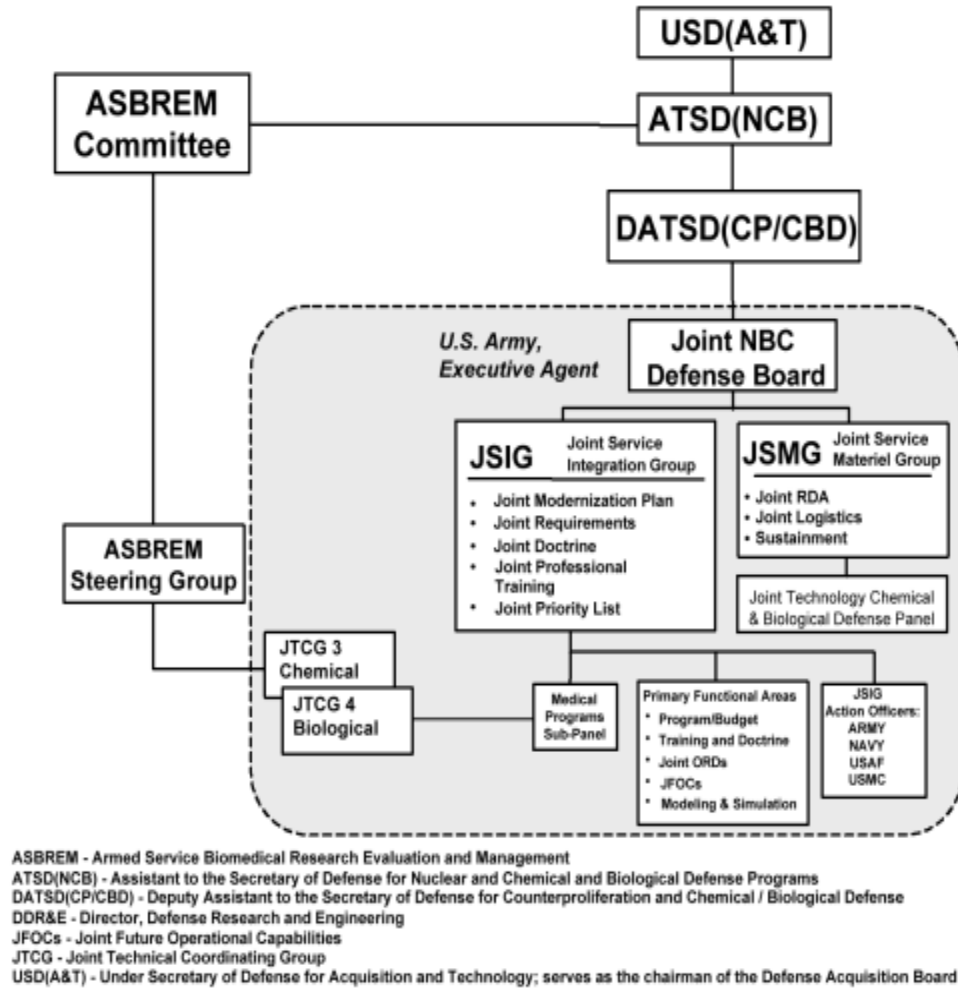 USD(A&T)
ASBREM
Committee
ATSD(NCB)
DATSD(CP/CBD)
U.S. Army,
Executive Agent
Joint NBC
Defense Board
JSIG
Joint Service
Integration Group
• Joint Modernization Plan
• Joint Requirements
• Joint Doctrine
• Joint Professional
Training
• Joint Priority List
JSMG
Joint Service
Materiel Group
• Joint RDA
• Joint Logistics
• Sustainment
Joint Technology Chemical
& Biological Defense Panel
ASBREM
Steering Group
JTCG 3
Chemical
JTCG 4
Biological
Medical
Programs
Sub-Panel
Primary Functional Areas
• Program/Budget
• Training and Doctrine
• Joint ORDs
• JFOCs
• Modeling & Simulation
JSIG
Action Officers:
ARMY
NAVY
USAF
USMC
ASBREM - Armed Service Biomedical Research Evaluation and Management
ATSD(NCB) - Assistant to the Secretary of Defense for Nuclear and Chemical and Biological Defense Programs
DATSD(CP/CBD) - Deputy Assistant to the Secretary of Defense for Counterproliferation and Chemical / Biological Defense
DDR&E - Director, Defense Research and Engineering
JFOCs - Joint Future Operational Capabilities
JTCG - Joint Technical Coordinating Group
USD(A&T) - Under Secretary of Defense for Acquisition and Technology; serves as the chairman of the Defense Acquisition Board